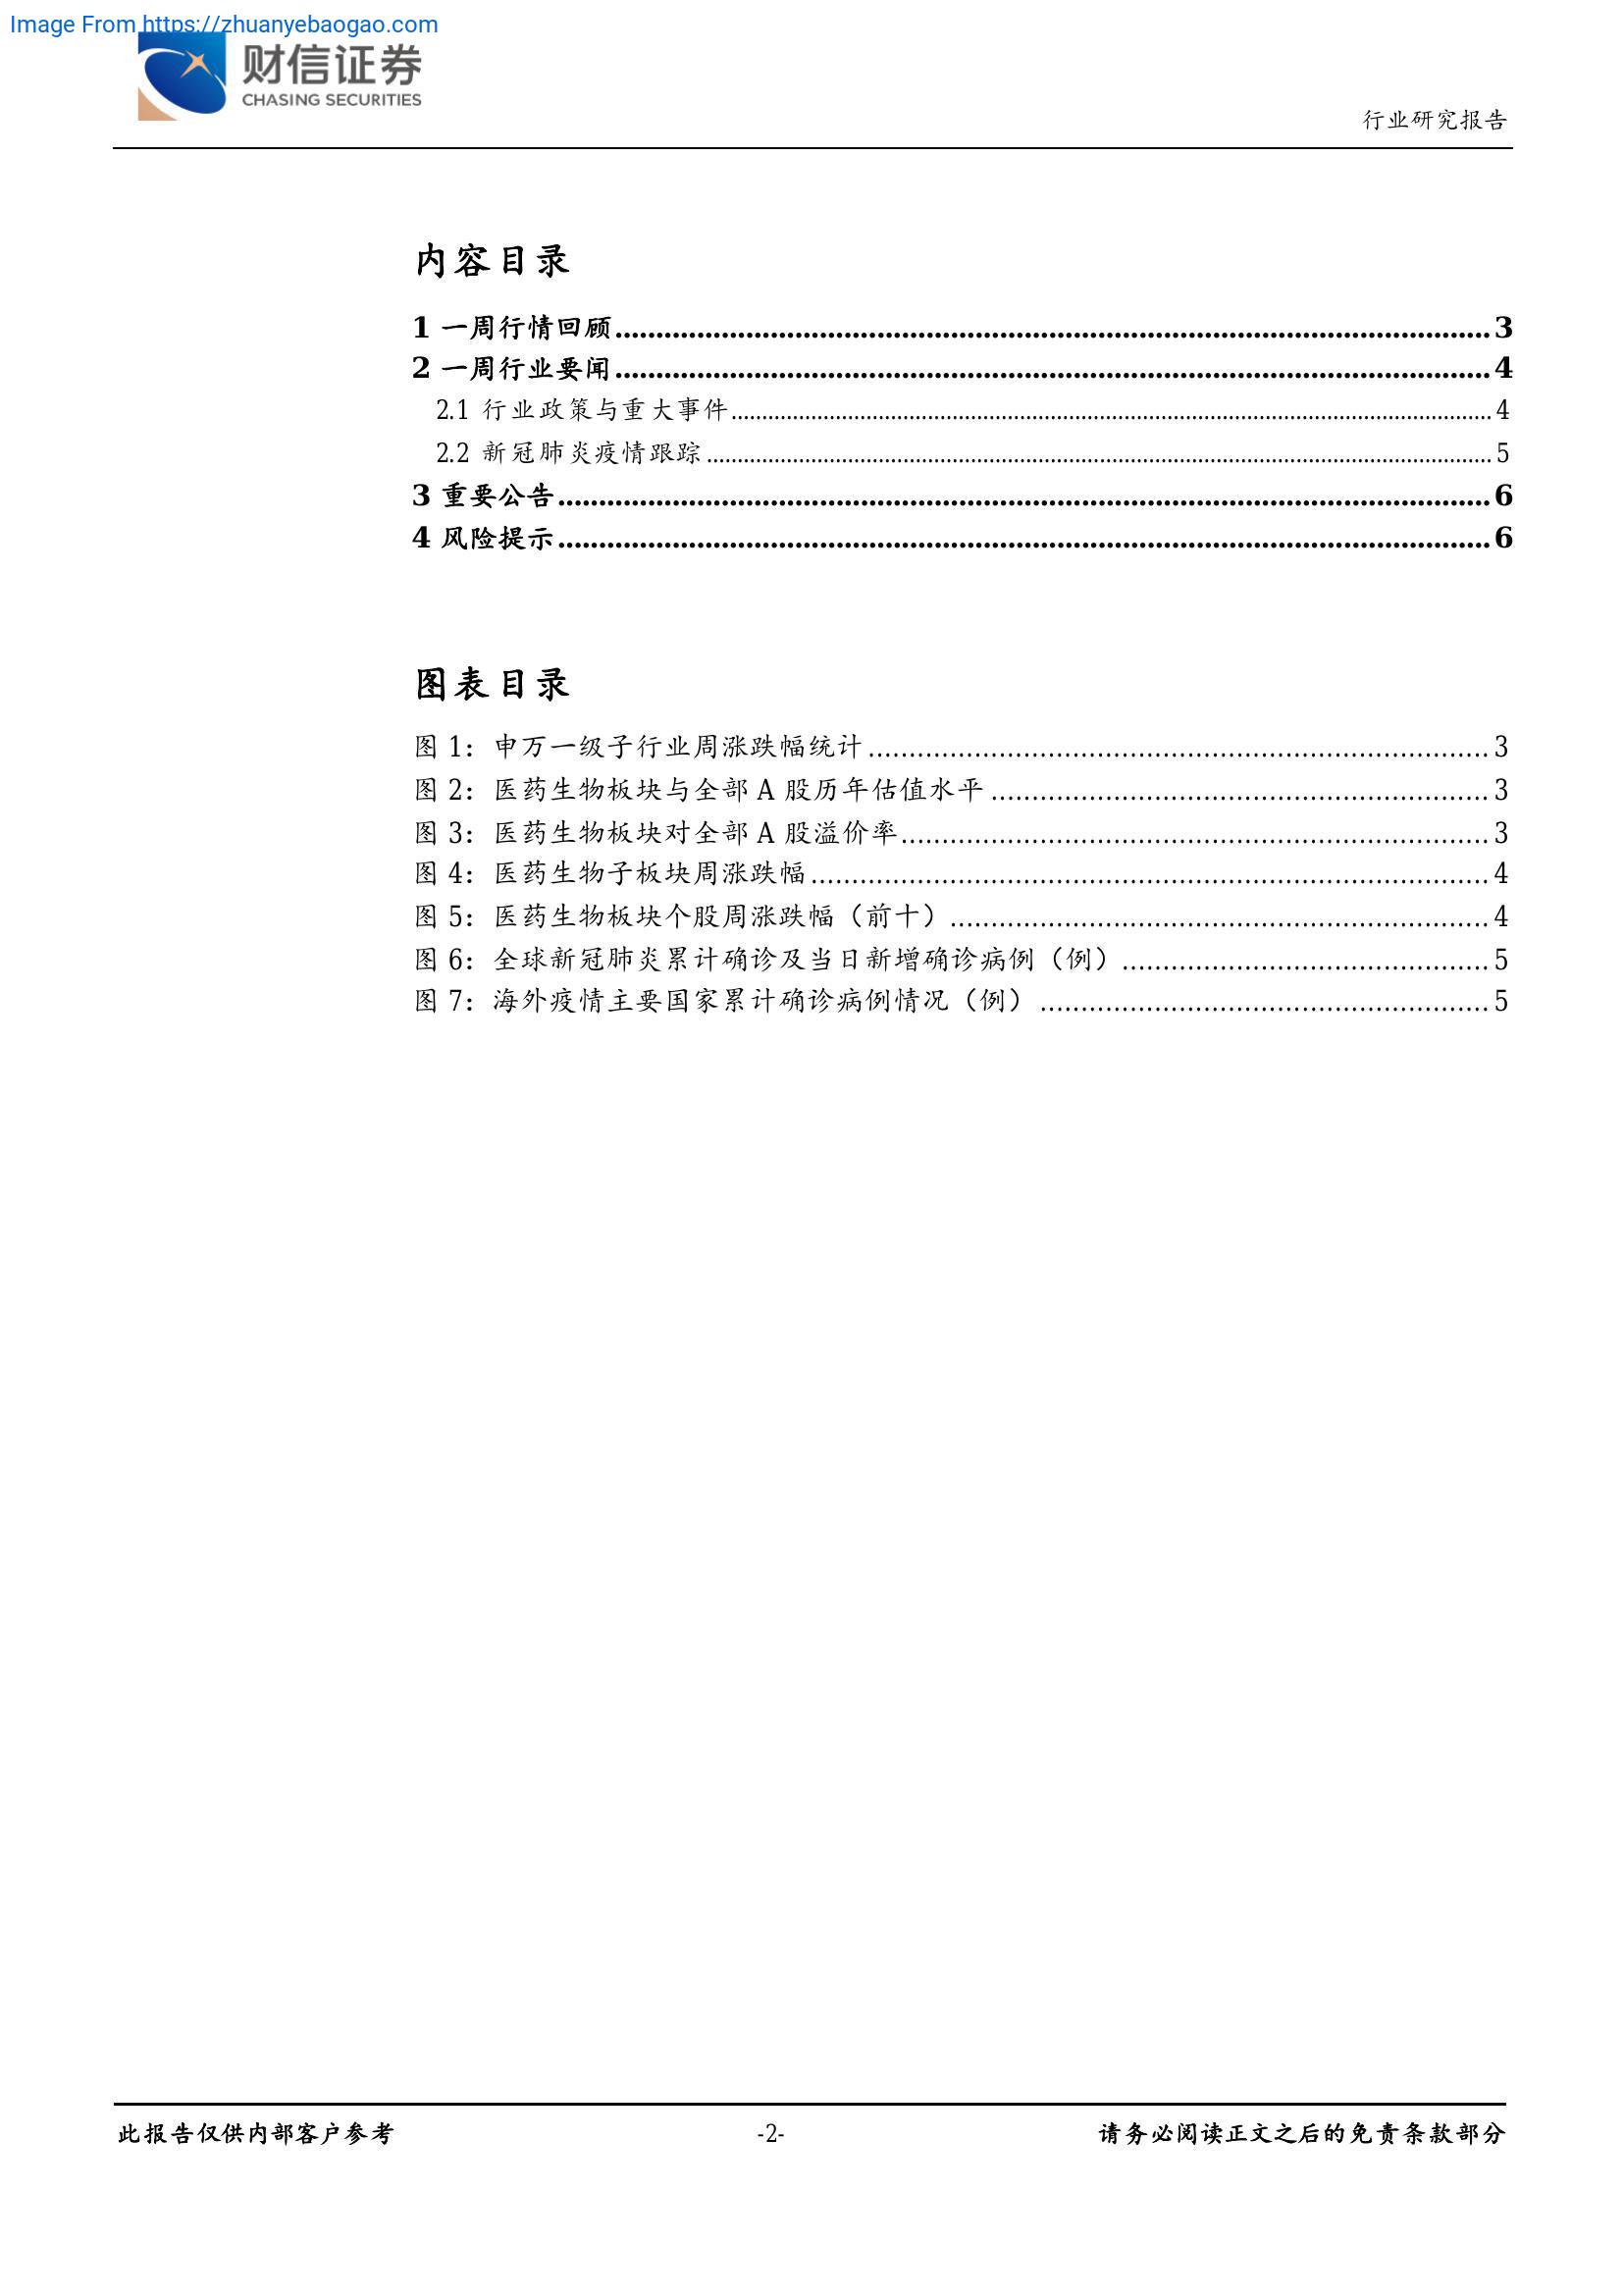 Image From https://zhuanyebaogao.com
财信证券
CHASING SECURITIES
行业研究报告
内容目录
1 一周行情回顾........................................................................3
2 一周行业要闻........................................................................4
2.1 行业政策与重大事件........................................................................4
2.2 新冠肺炎疫情跟踪........................................................................5
3 重要公告........................................................................6
4 风险提示........................................................................6
图表目录
图 1：申万一级子行业周涨跌幅统计........................................................................3
图 2：医药生物板块与全部 A 股历年估值水平........................................................................3
图 3：医药生物板块对全部 A 股溢价率........................................................................3
图 4：医药生物子板块周涨跌幅........................................................................4
图 5：医药生物板块个股周涨跌幅（前十）........................................................................4
图 6：全球新冠肺炎累计确诊及当日新增确诊病例（例）........................................................................5
图 7：海外疫情主要国家累计确诊病例情况（例）........................................................................5
此报告仅供内部客户参考
-2-
请务必阅读正文之后的免责条款部分